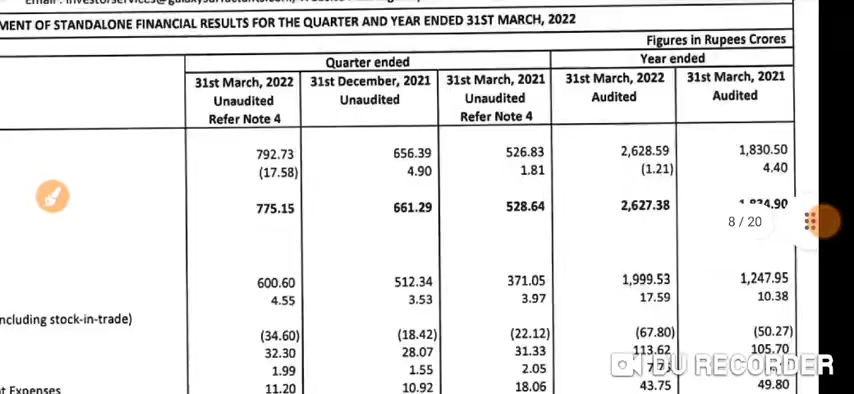 MENT OF STANDALONE FINANCIAL RESULTS FOR THE QUARTER AND YEAR ENDED 31ST MARCH, 2022
Figures in Rupees Crores
Quarter ended Year ended
31st March, 2022 31st December, 2021 31st March, 2021 31st March, 2022 31st March, 2021
Unaudited Unaudited Unaudited Audited Audited
Refer Note 4 Refer Note 4
792.73 656.39 526.83 2,628.59 1,830.50
(17.58) 4.90 1.81 (1.21) 4.40
775.15 661.29 528.64 2,627.38
8 / 20
600.60 512.34 371.05 1,999.53 1,247.95
4.55 3.53 3.97 17.59 10.38
ncluding stock-in-trade)
(34.60) (18.42) (22.12) (67.80) (50.27)
32.30 28.07 31.33 113.62 105.70
1.99 1.55 2.05
DU RECORDER
t Expenses 11.20 10.92 18.06 43.75 49.80